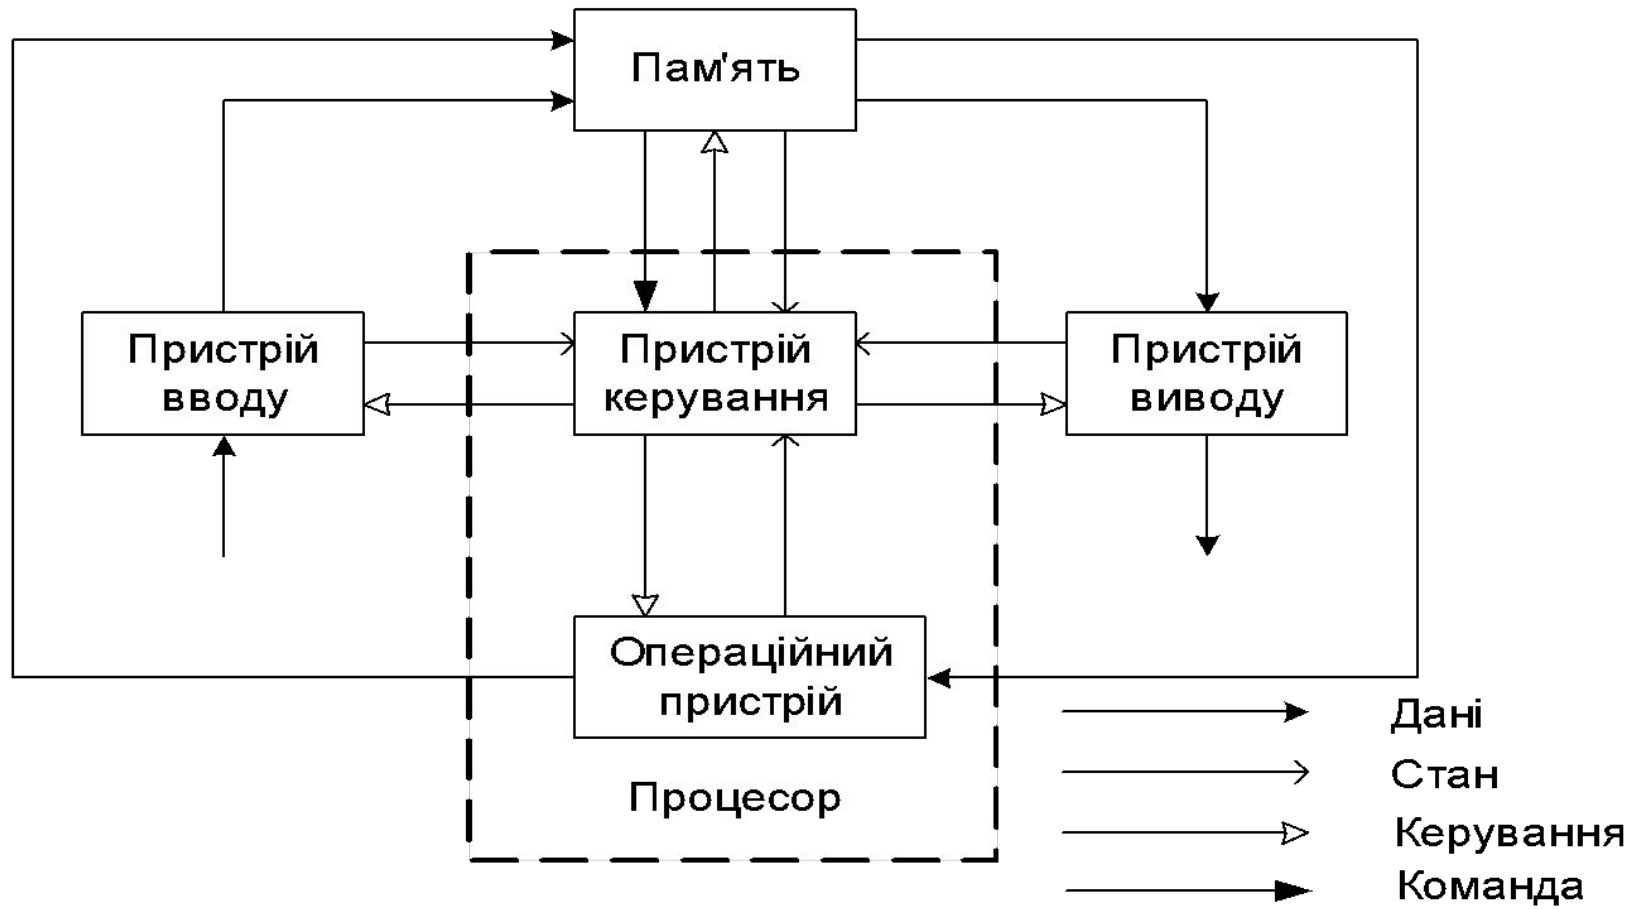 Пам'ять
Пристрій
вводу
Пристрій
керування
Пристрій
виводу
Операційний
пристрій
Процесор
Дані
Стан
Керування
Команда